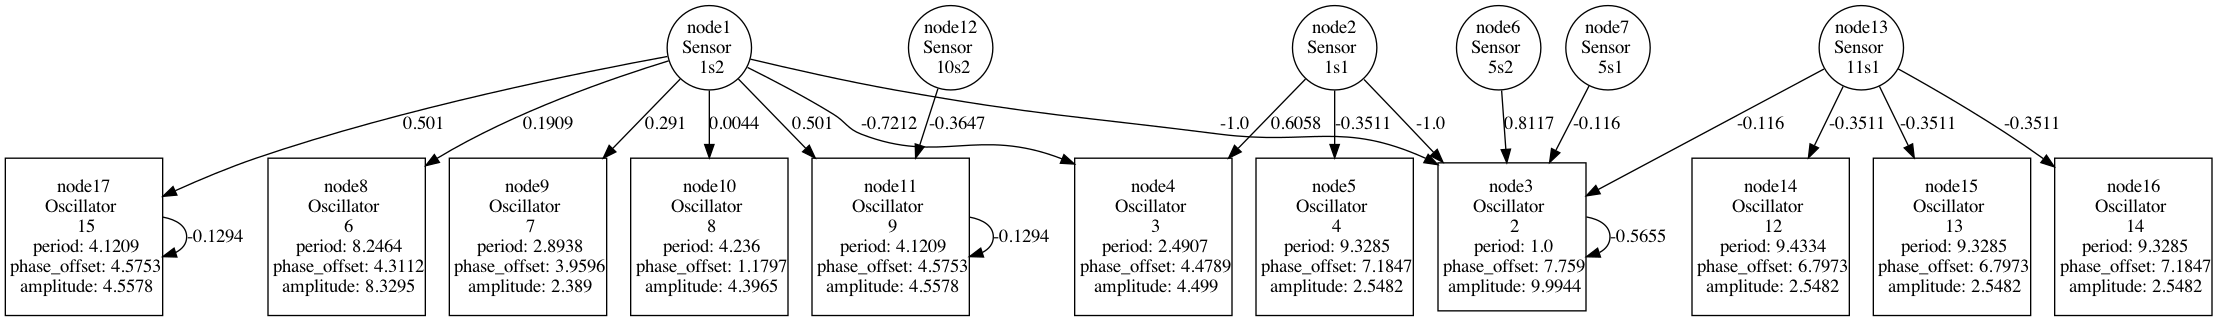 node1
Sensor
1s2
node12
Sensor
10s2
node2
Sensor
1s1
node6
Sensor
5s2
node7
Sensor
5s1
node13
Sensor
11s1
0.501
0.1909
0.291
0.0044
0.501
-0.7212
-0.3647
-1.0
0.6058
-0.3511
-1.0
0.8117
-0.116
-0.116
-0.3511
-0.3511
-0.3511
node17
Oscillator
15
period: 4.1209
phase_offset: 4.5753
amplitude: 4.5578
-0.1294
node8
Oscillator
6
period: 8.2464
phase_offset: 4.3112
amplitude: 8.3295
node9
Oscillator
7
period: 2.8938
phase_offset: 3.9596
amplitude: 2.389
node10
Oscillator
8
period: 4.236
phase_offset: 1.1797
amplitude: 4.3965
node11
Oscillator
9
period: 4.1209
phase_offset: 4.5753
amplitude: 4.5578
-0.1294
node4
Oscillator
3
period: 2.4907
phase_offset: 4.4789
amplitude: 4.499
node5
Oscillator
4
period: 9.3285
phase_offset: 7.1847
amplitude: 2.5482
node3
Oscillator
2
period: 1.0
phase_offset: 7.759
amplitude: 9.9944
-0.5655
node14
Oscillator
12
period: 9.4334
phase_offset: 6.7973
amplitude: 2.5482
node15
Oscillator
13
period: 9.3285
phase_offset: 6.7973
amplitude: 2.5482
node16
Oscillator
14
period: 9.3285
phase_offset: 7.1847
amplitude: 2.5482